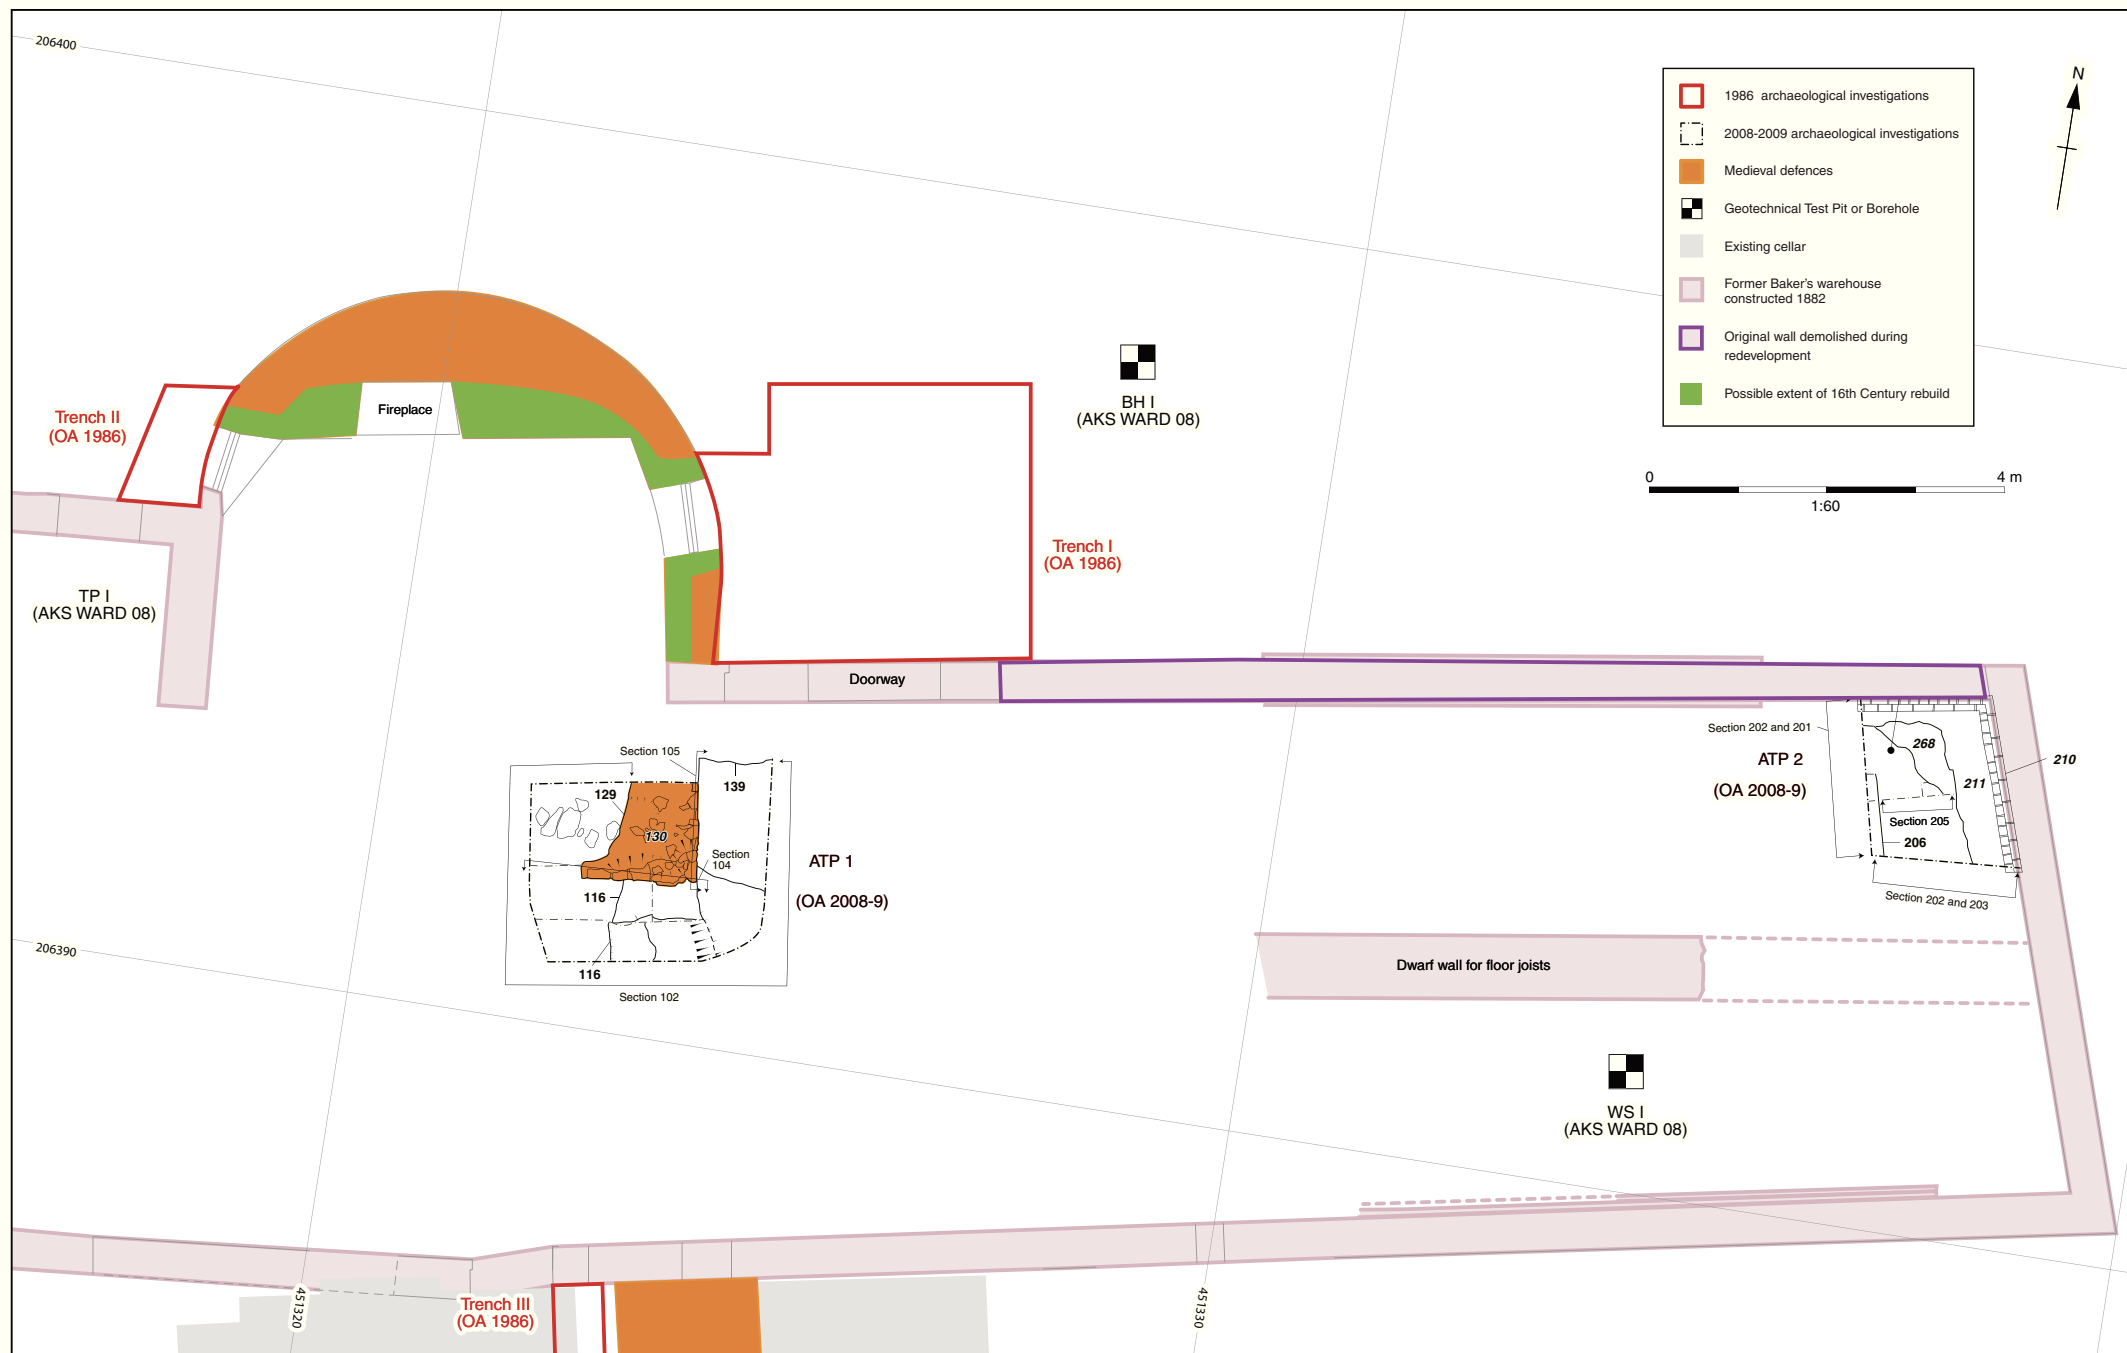 206400
N
1986 archaeological investigations
2008-2009 archaeological investigations
Medieval defences
Geotechnical Test Pit or Borehole
Existing cellar
Former Baker's warehouse
constructed 1882
Original wall demolished during
redevelopment
Possible extent of 16th Century rebuild
0 4 m
1:60
Trench II
(OA 1986)
Fireplace
BH I
(AKS WARD 08)
Trench I
(OA 1986)
TP I
(AKS WARD 08)
Doorway
Section 105
139
129
130
Section
104
116
116
Section 102
ATP 1
(OA 2008-9)
Section 202 and 201
ATP 2
(OA 2008-9)
268
211
210
Section 205
206
Section 202 and 203
206390
Dwarf wall for floor joists
WS I
(AKS WARD 08)
451320
Trench III
(OA 1986)
451330